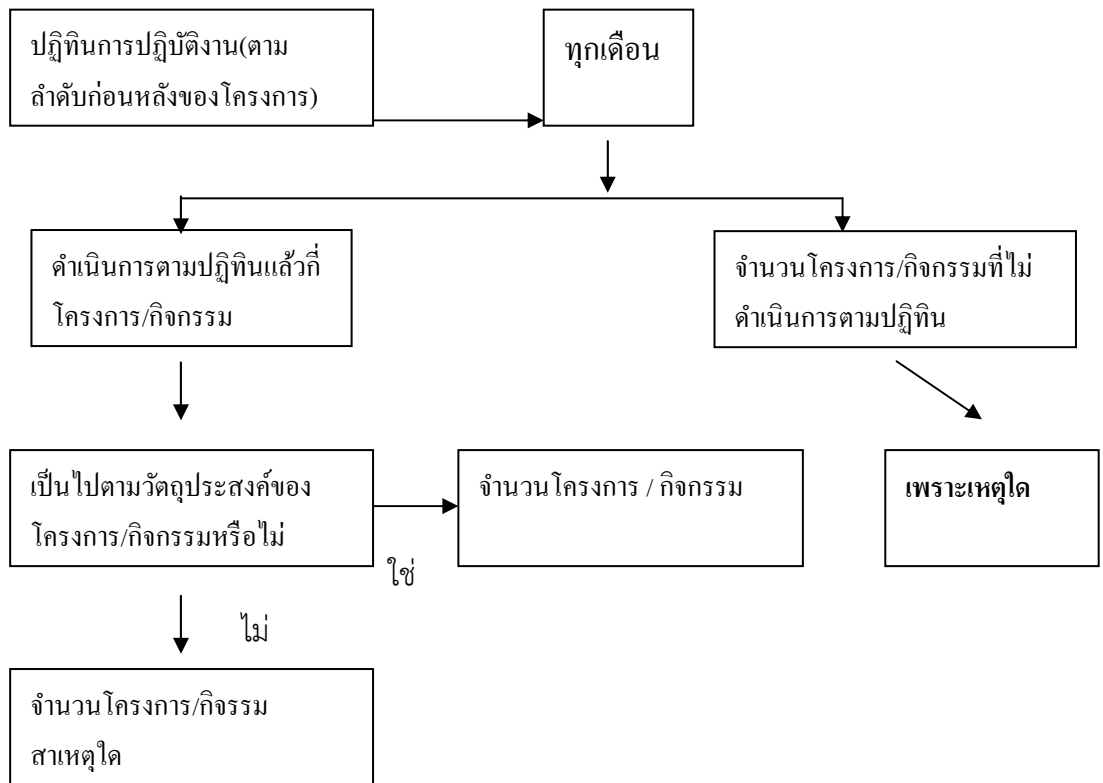 ปฏิทินการปฏิบัติงาน(ตาม
ลำดับก่อนหลังของโครงการ)
ทุกเดือน
ดำเนินการตามปฏิทินแล้วกี่
โครงการ/กิจกรรม
จำนวนโครงการ/กิจกรรมที่ไม่
ดำเนินการตามปฏิทิน
เป็นไปตามวัตถุประสงค์ของ
โครงการ/กิจกรรมหรือไม่
จำนวนโครงการ / กิจกรรม
เพราะเหตุใด
ใช่
ไม่
จำนวนโครงการ/กิจรรม
สาเหตุใด